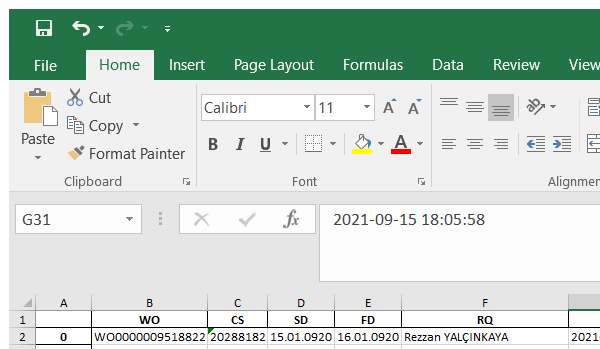 File Home Insert Page Layout Formulas Data Review View
Cut
Copy
Paste
Format Painter
Clipboard
Calibri 11
B I U A
Font
Alignment
G31 fx 2021-09-15 18:05:58
A B C D E F
1 WO CS SD FD RQ
2 0 WO0000009518822 20288182 15.01.0920 16.01.0920 Rezzan YALÇINKAYA 2021-